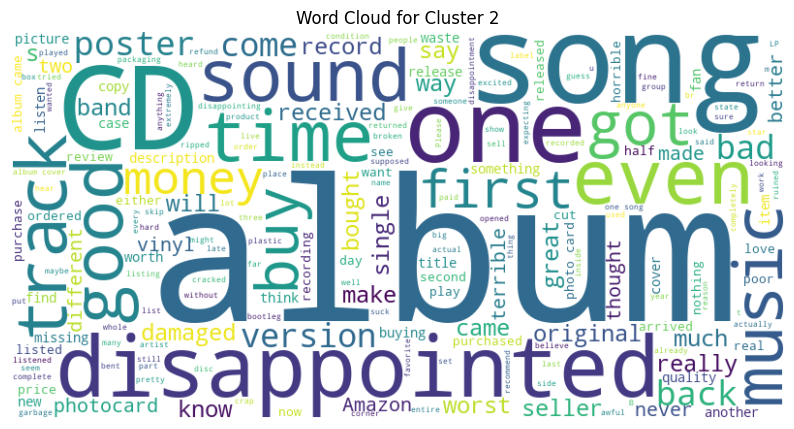 Word Cloud for Cluster 2
album
song
CD
disappointed
one
sound
time
good
track
music
even
first
buy
money
got
version
back
poster
come
record
say
way
two
s
picture
band
copy
case
listen
album came
received
release
released
horrible
fan
better
bad
made
half
see
want
something
review
description
either
will
bought
single
vinyl
worth
different
find
ordered
purchase
missing
damaged
listed
price
new
photocard
know
think
make
day
title
second
play
terrible
great
photo card
cut
thought
cover
nothing
love
poor
item
original
came
much
really
arrived
real
quality
purchased
buying
Amazon
worst
seller
never
another
now
recording
waste
disappointment
excited
guess
label
LP
fine
group
return
state
sure
looking
look
said
star
work
ruined
completely
year
reason
actually
already
last
side
awful
believe
recommend
set
favorite
entire
corner
crap
disc
pretty
part
still
artist
many
whole
bent
garbage
complete
seem
listened
put
maybe
hear
album cover
box
tried
played
wanted
packaging
condition
refund
people
heard
disappointing
product
extremely
anything
ripped
live
order
give
returned
broken
someone
Please
show
sell
expecting
recorded
supposed
instead
place
name
lot
three
plastic
might
late
skip
hard
every
listing
cracked
without
far
well
bootleg
suck
list
big
actual
thing
opened
paid
inside
used
anyone
one song